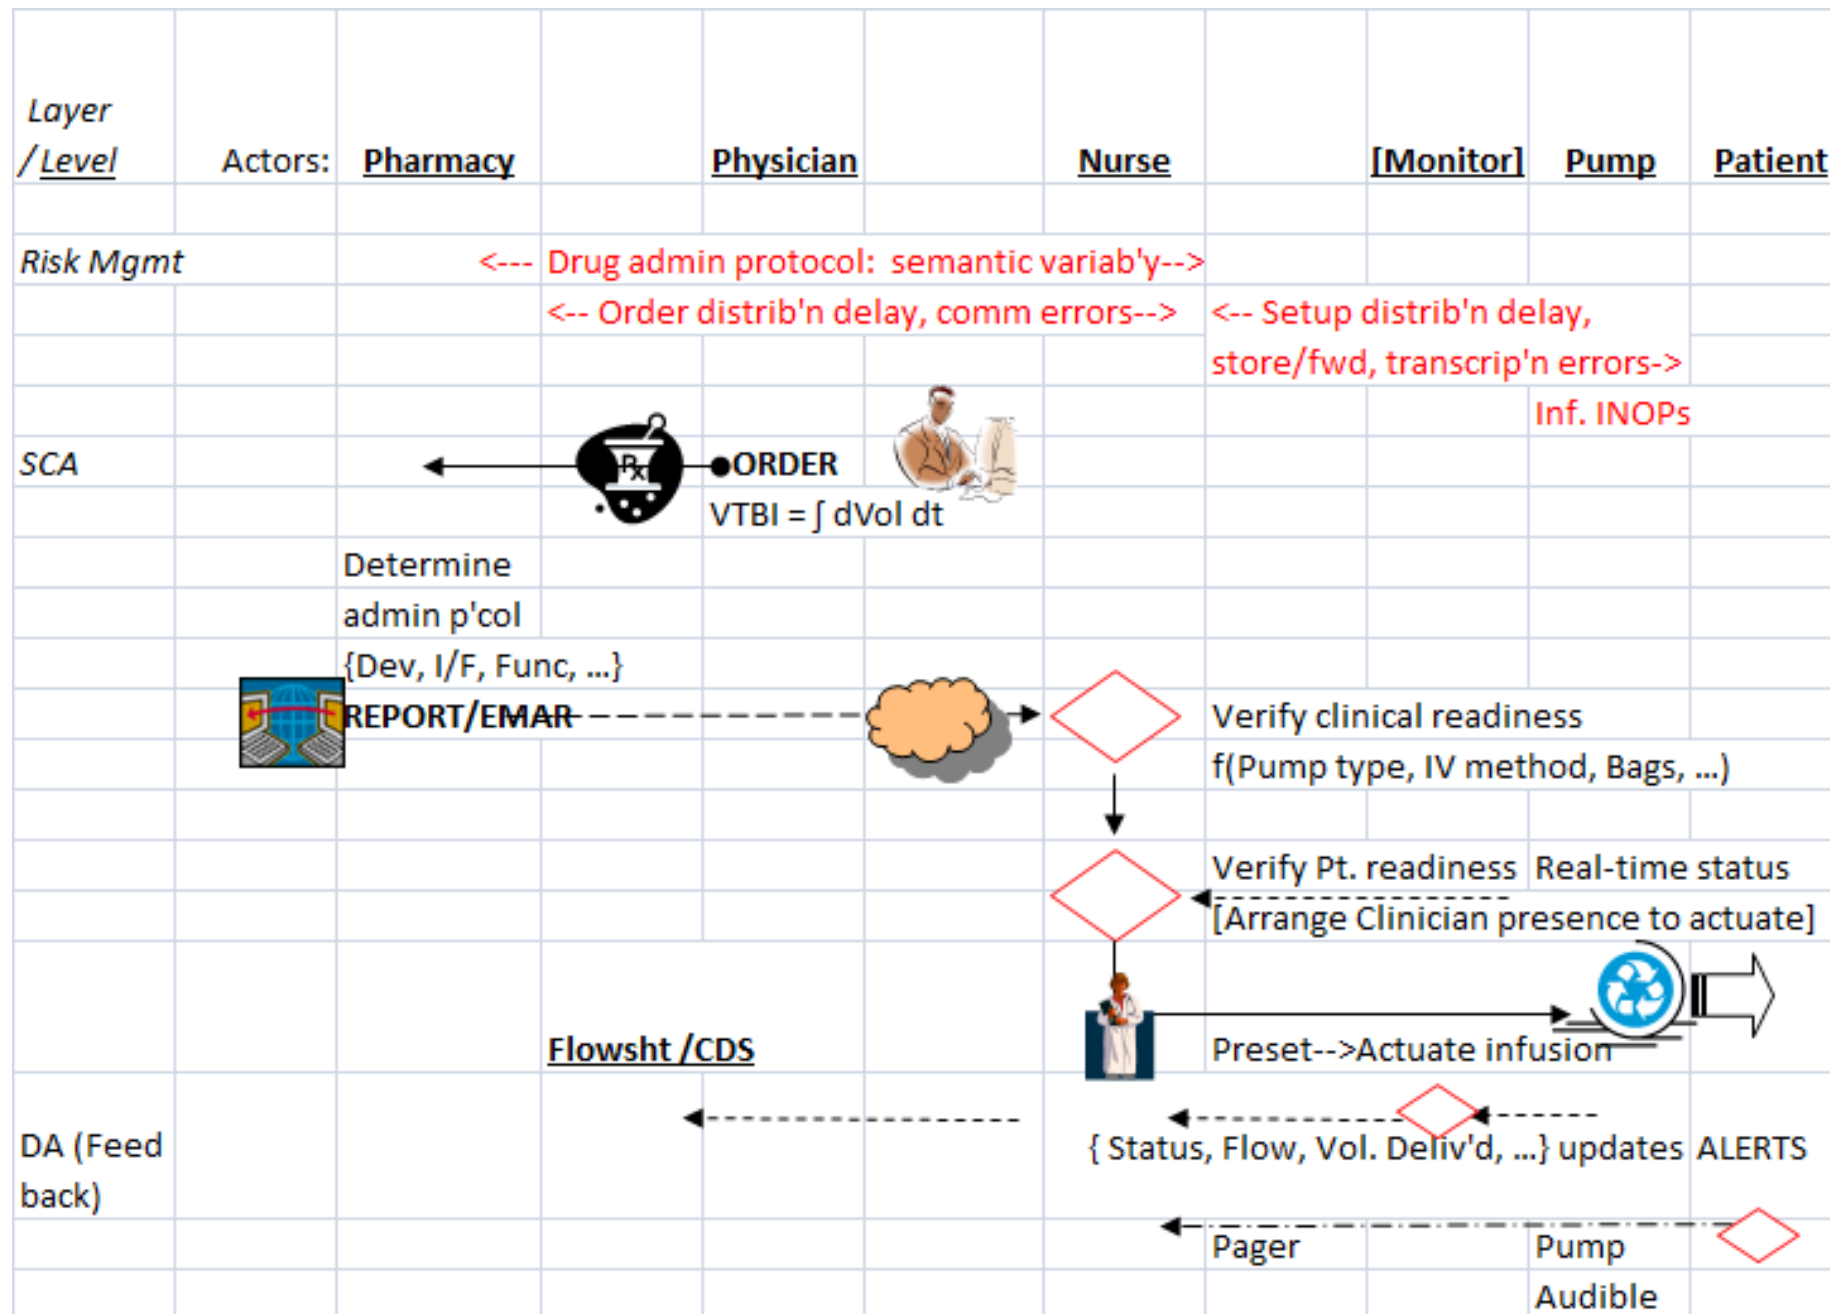 Layer
/Level Actors: Pharmacy Physician Nurse [Monitor] Pump Patient
Risk Mgmt <--- Drug admin protocol: semantic variab'y-->
<-- Order distrib'n delay, comm errors--> <-- Setup distrib'n delay,
store/fwd, transcrip'n errors->
Inf. INOPs
SCA Rx ORDER
VTBI = ∫ dVol dt
Determine
admin p'col
{Dev, I/F, Func, ...}
REPORT/EMAR Verify clinical readiness
f(Pump type, IV method, Bags, ...)
Verify Pt. readiness Real-time status
[Arrange Clinician presence to actuate]
Flowsht /CDS Preset-->Actuate infusion
DA (Feed { Status, Flow, Vol. Deliv'd, ...} updates ALERTS
back)
Pager Pump
Audible